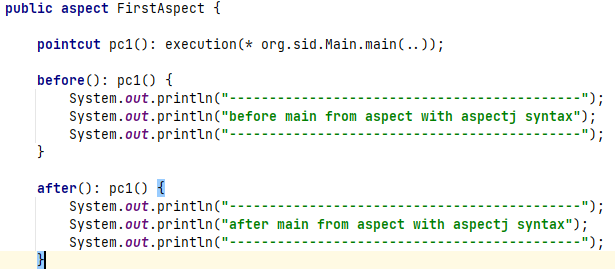 public aspect FirstAspect {
pointcut pc1(): execution(* org.sid.Main.main(..));
before(): pc1() {
System.out.println("--------------------------------------------");
System.out.println("before main from aspect with aspectj syntax");
System.out.println("--------------------------------------------");
}
after(): pc1() {
System.out.println("--------------------------------------------");
System.out.println("after main from aspect with aspectj syntax");
System.out.println("--------------------------------------------");
}